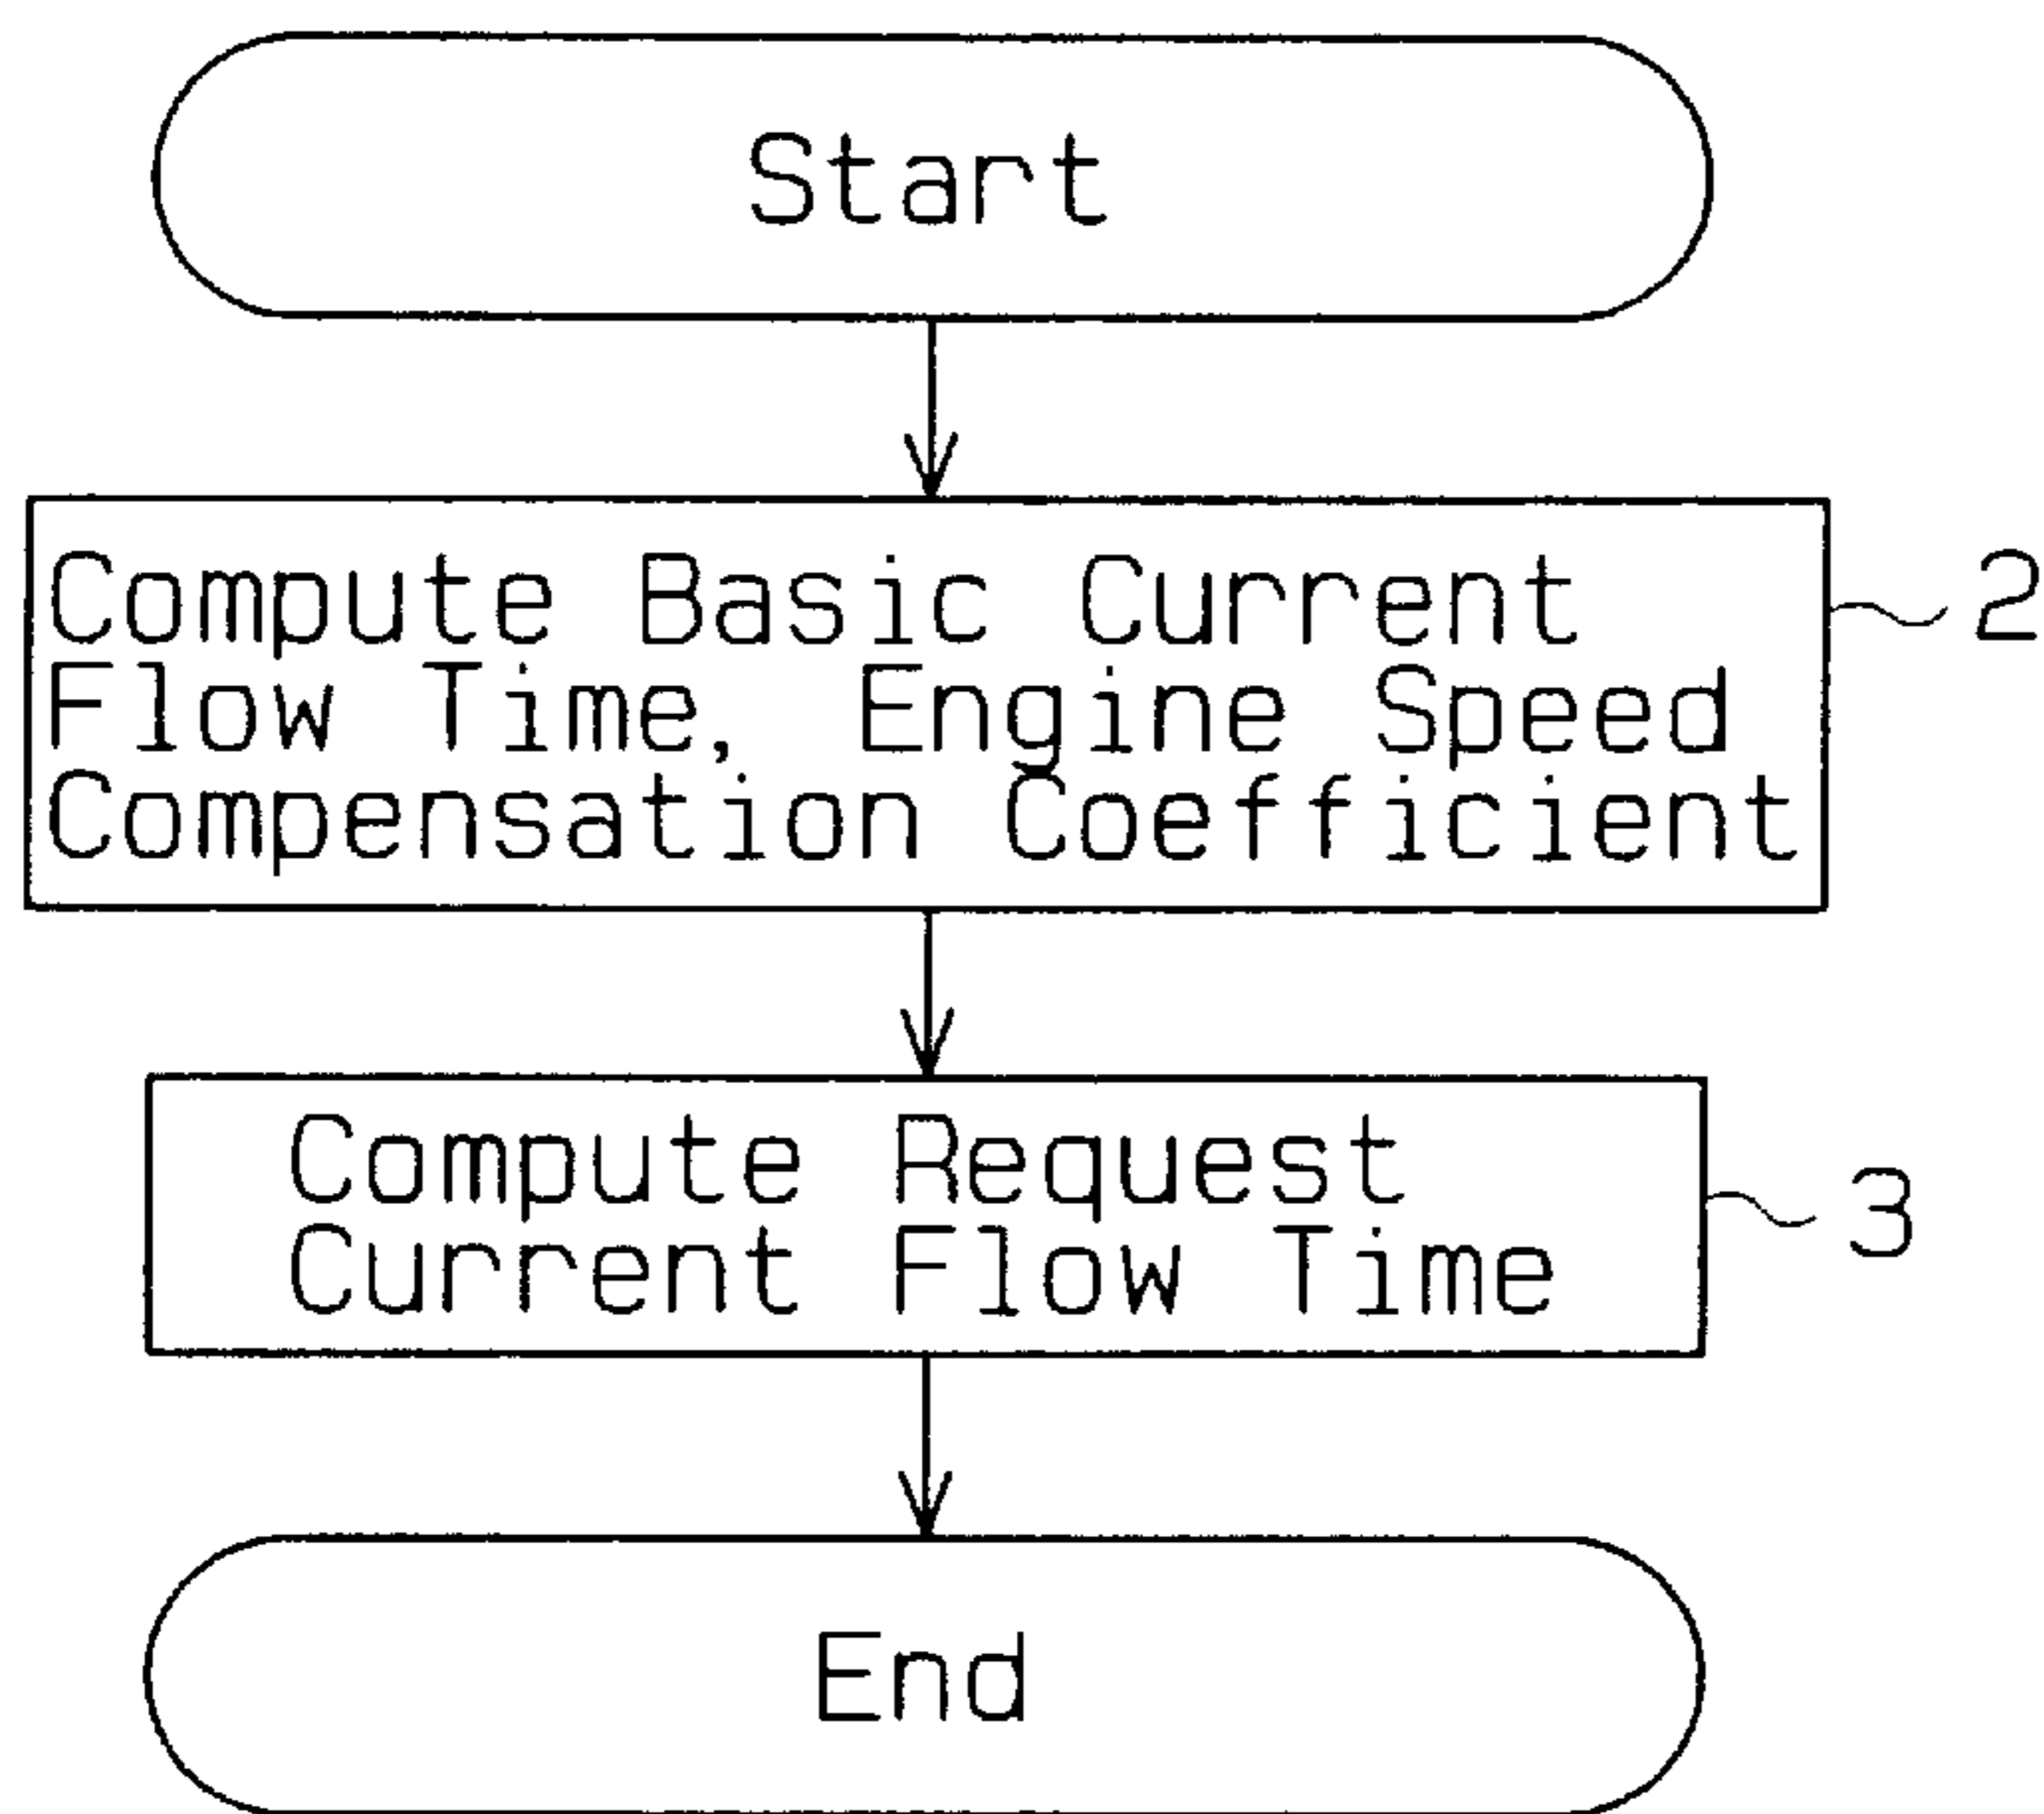 Start
Compute Basic Current
Flow Time, Engine Speed
Compensation Coefficient
2
Compute Request
Current Flow Time
3
End